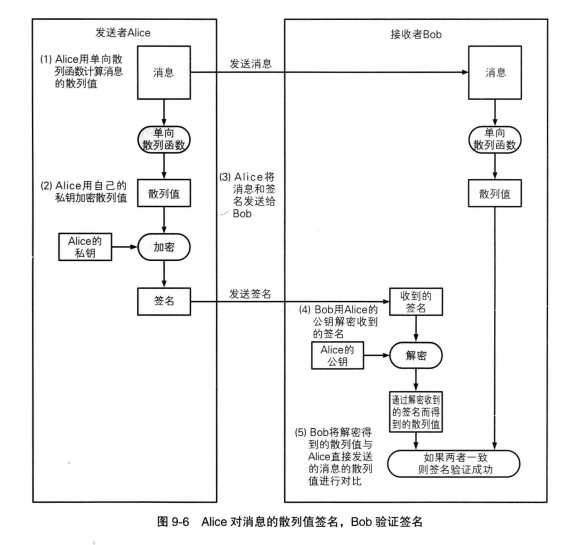 发送者Alice
接收者Bob
(1) Alice用单向散
列函数计算消息
的散列值
消息
发送消息
消息
单向
散列函数
单向
散列函数
(2) Alice用自己的
私钥加密散列值
散列值
(3) Alice将
消息和签
名发送给
Bob
散列值
Alice的
私钥
加密
签名
发送签名
收到的
签名
(4) Bob用Alice的
公钥解密收到
的签名
Alice的
公钥
解密
通过解密收到
的签名而得
到的散列值
(5) Bob将解密得
到的散列值与
Alice直接发送
的消息的散列
值进行对比
如果两者一致
则签名验证成功
图 9-6 Alice 对消息的散列值签名，Bob 验证签名